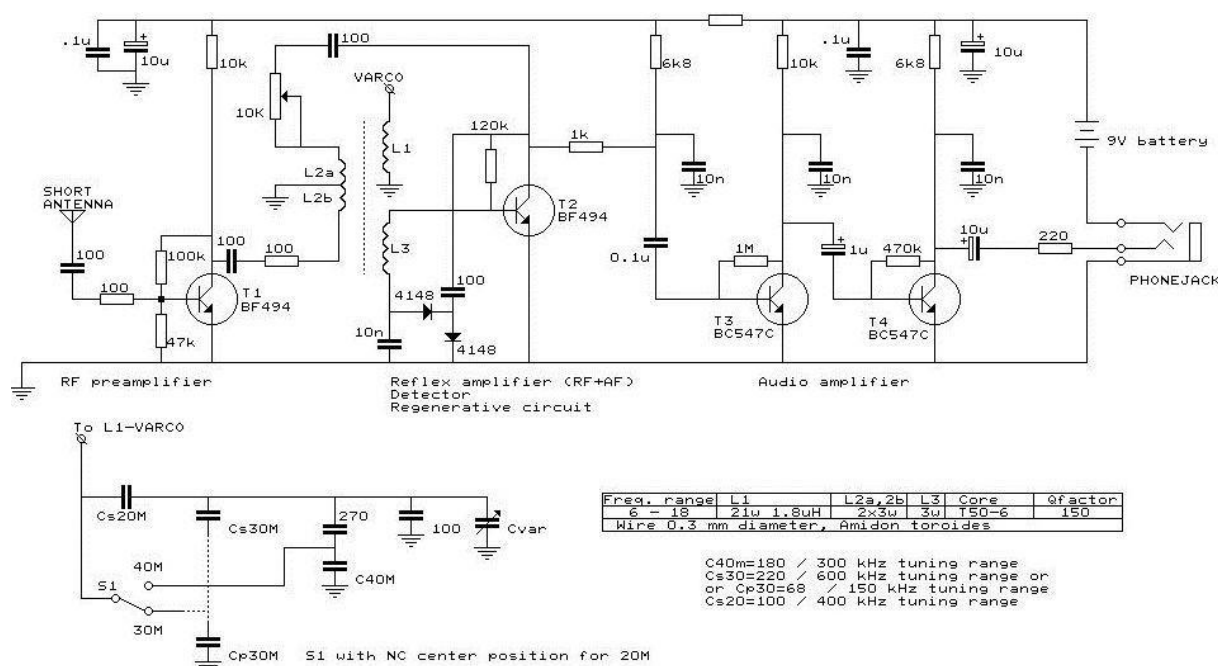 .1u
+
10u
10k
100
VARCO
10K
L1
L2a
L2b
120k
1k
6k8
10k
.1u
6k8
+
10u
9V battery
10n
10n
10n
SHORT
ANTENNA
100
100
100k
100
100
T1
BF494
47k
L3
T2
BF494
100
4148
4148
10n
0.1u
1M
+
1u
470k
10u
+
220
PHONEJACK
T3
BC547C
T4
BC547C
RF preamplifier
Reflex amplifier (RF+AF)
Detector
Regenerative circuit
Audio amplifier
To L1-VARCO
Cs20M
Cs30M
270
100
Cvar
40M
S1
C40M
30M
Cp30M
S1 with NC center position for 20M
Freq. range L1 L2a,2b L3 Core Qfactor
6 - 18 21w 1.8uH 2x3w 3w T50-6 150
Wire 0.3 mm diameter, Amidon toroides
C40m=180 / 300 kHz tuning range
Cs30=220 / 600 kHz tuning range or
or Cp30=68 / 150 kHz tuning range
Cs20=100 / 400 kHz tuning range